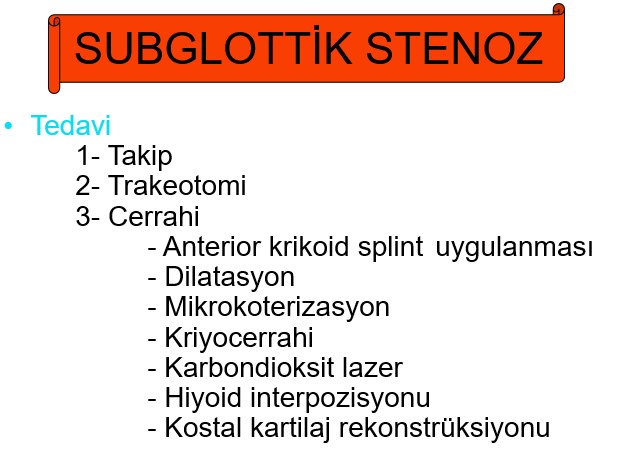 SUBGLOTTİK STENOZ
• Tedavi
1- Takip
2- Trakeotomi
3- Cerrahi
- Anterior krikoid splint uygulanması
- Dilatasyon
- Mikrokoterizasyon
- Kriyocerrahi
- Karbondioksit lazer
- Hiyoid interpozisyonu
- Kostal kartilaj rekonstrüksiyonu